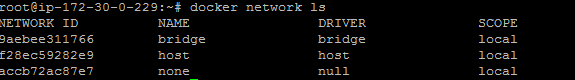 root@ip-172-30-0-229:~# docker network ls
NETWORK ID          NAME                DRIVER              SCOPE
9aebee311766        bridge              bridge              local
f28ec59282e9        host                host                local
accb72ac87e7        none                null                local